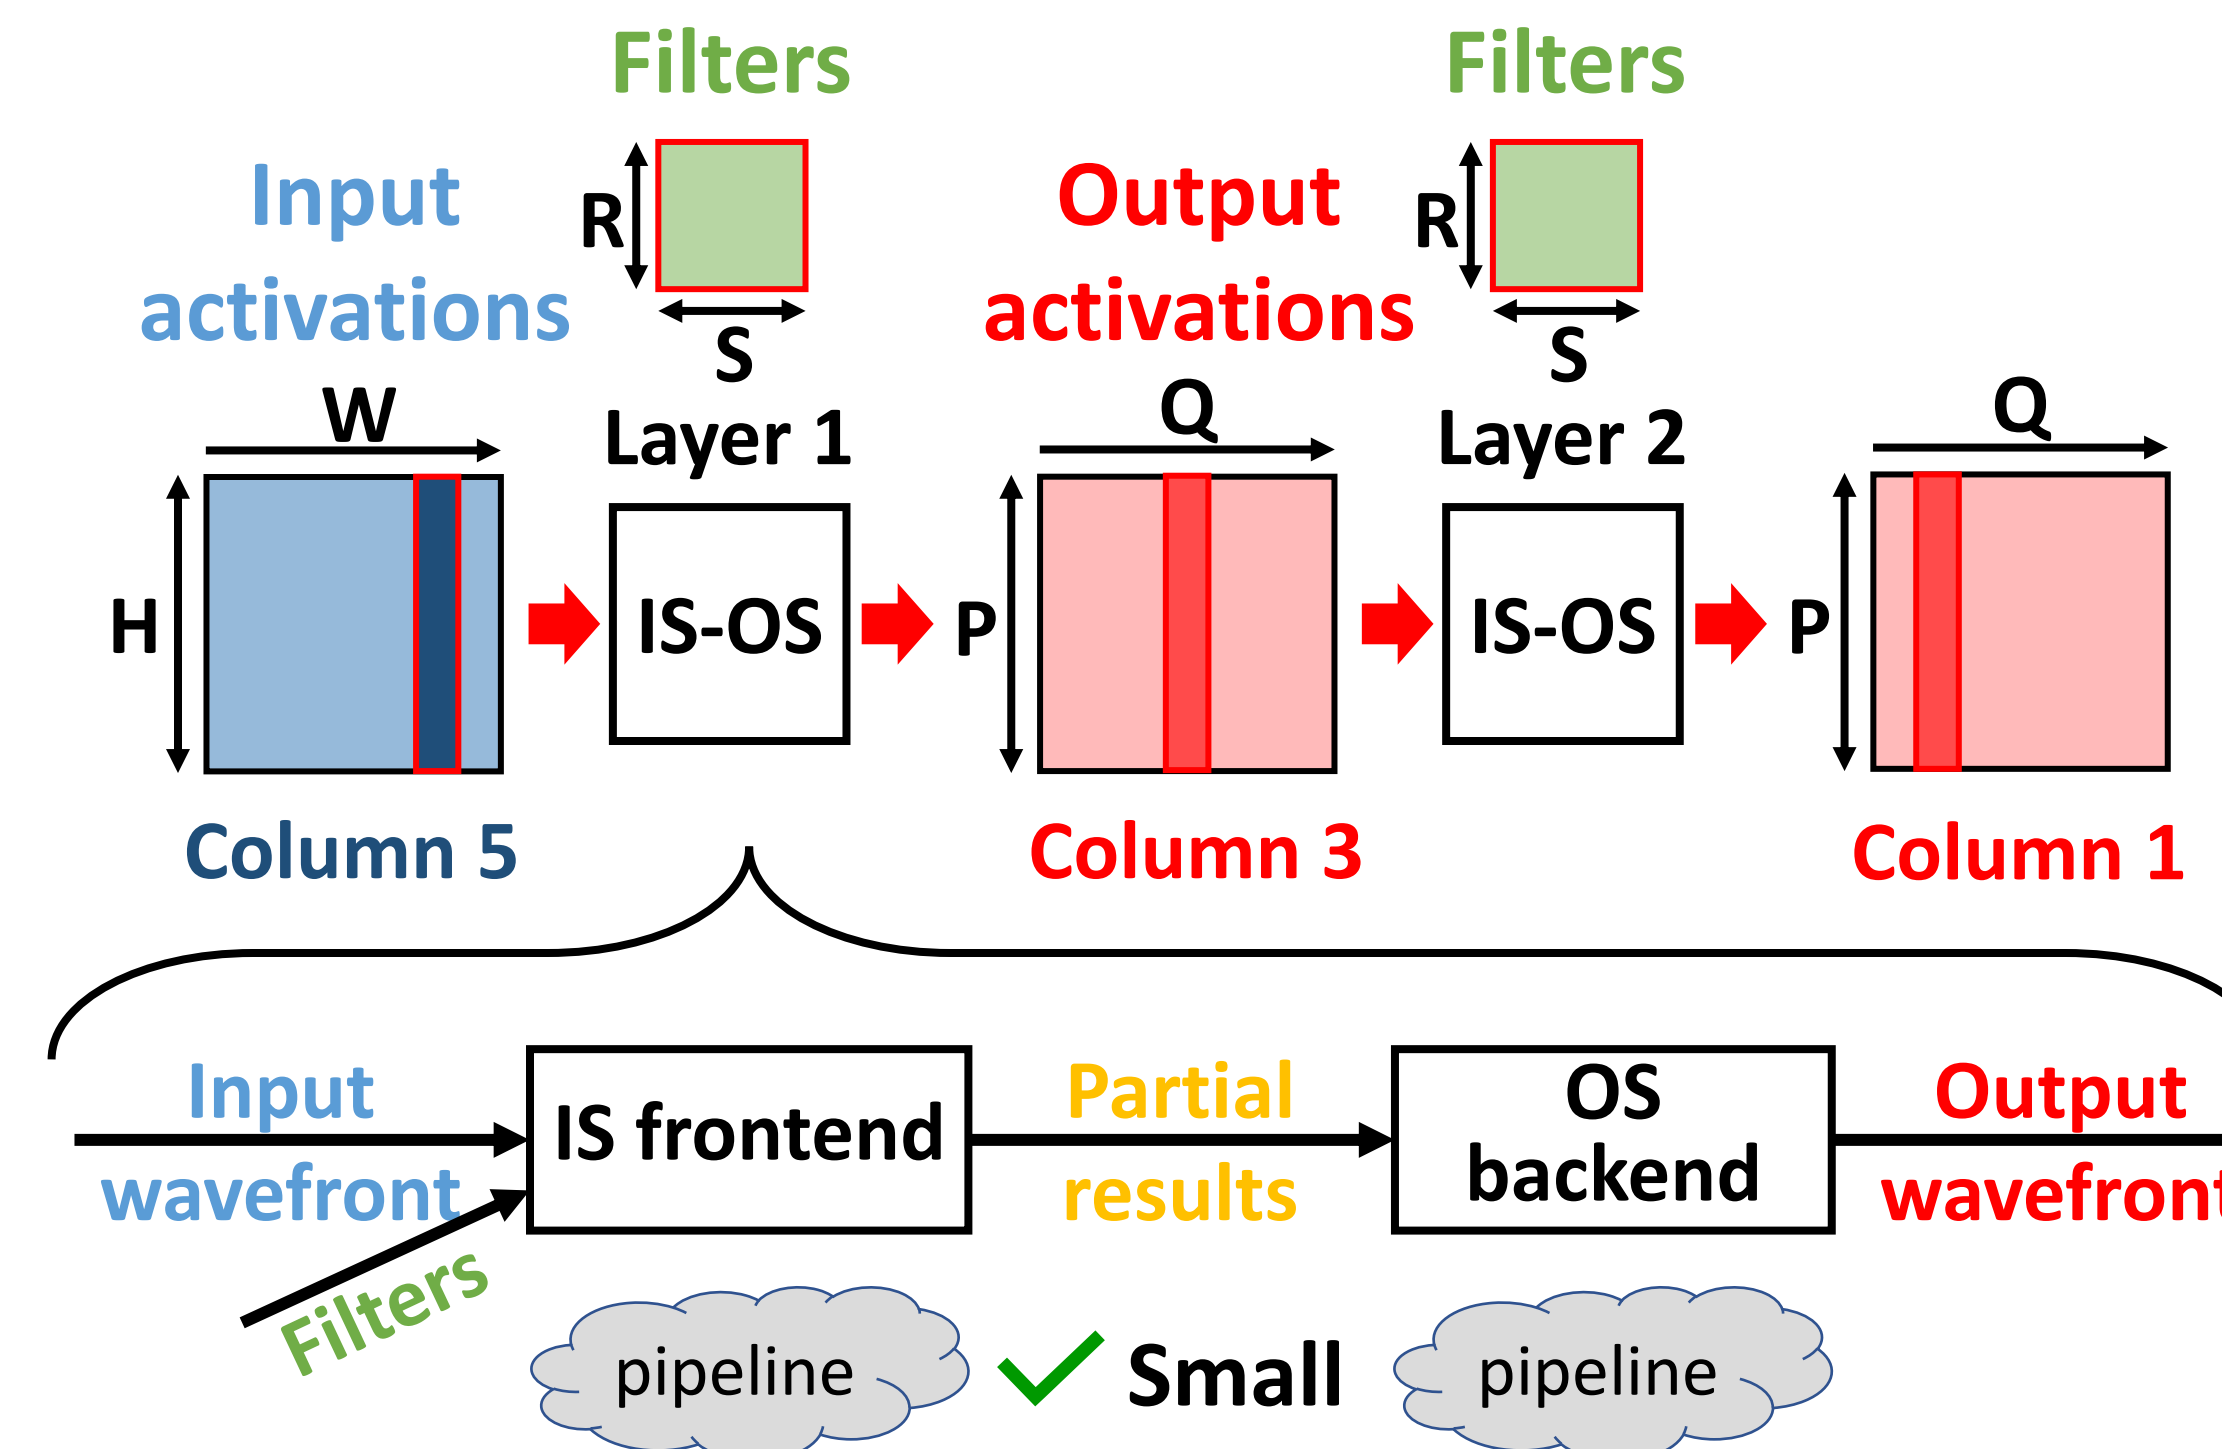 Filters
Filters
Input
activations
R
S
Output
activations
R
S
W
Layer 1
Q
Layer 2
Q
H
IS-OS
P
IS-OS
P
Column 5
Column 3
Column 1
Input
wavefront
Filters
IS frontend
Partial
results
OS
backend
Output
wavefront
pipeline
Small
pipeline